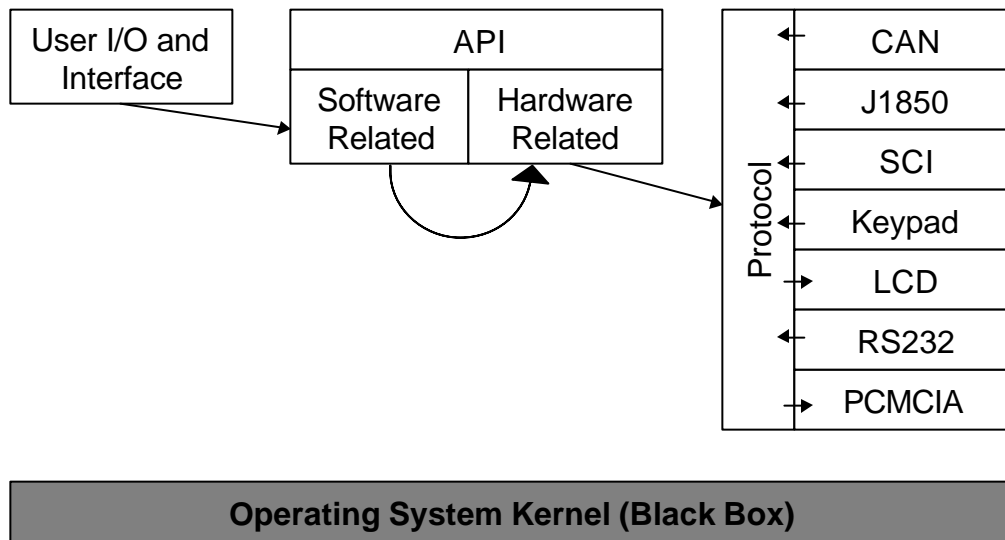 User I/O and
Interface
API
Software
Related
Hardware
Related
Protocol
CAN
J1850
SCI
Keypad
LCD
RS232
PCMCIA
Operating System Kernel (Black Box)